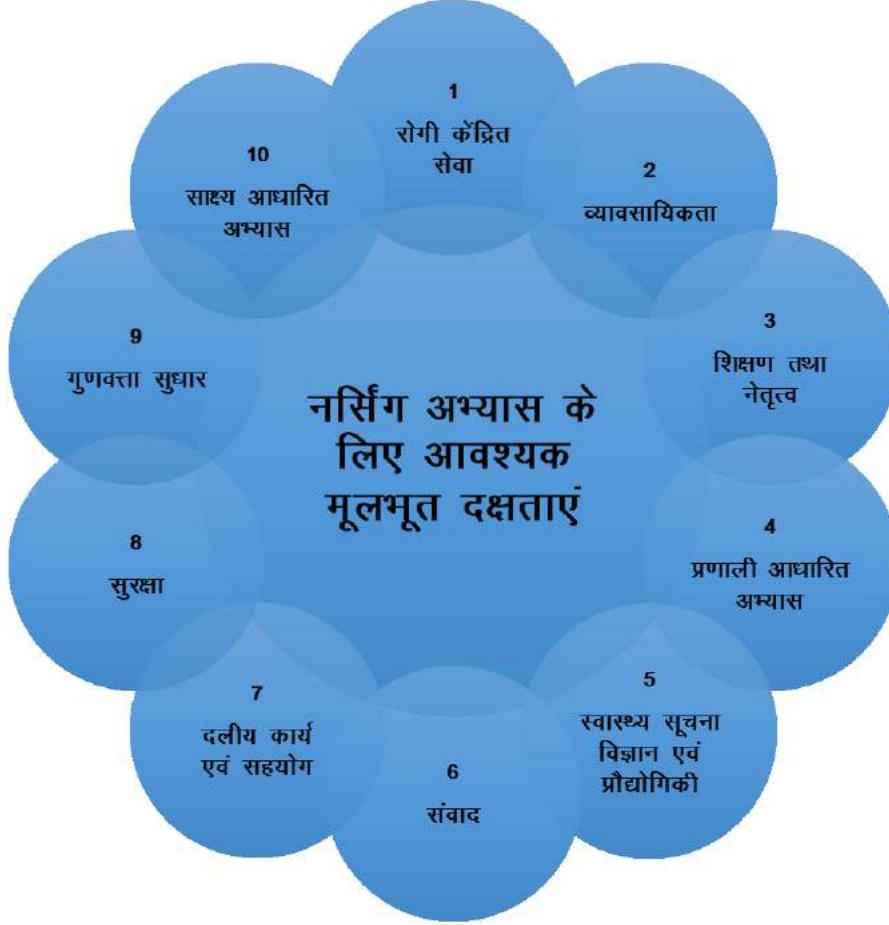 नर्सिंग अभ्यास के
लिए आवश्यक
मूलभूत दक्षताएं
1
रोगी केंद्रित
सेवा
2
व्यावसायिकता
3
शिक्षण तथा
नेतृत्त्व
4
प्रणाली आधारित
अभ्यास
5
स्वास्थ्य सूचना
विज्ञान एवं
प्रौद्योगिकी
6
संवाद
7
दलीय कार्य
एवं सहयोग
8
सुरक्षा
9
गुणवत्ता सुधार
10
साक्ष्य आधारित
अभ्यास